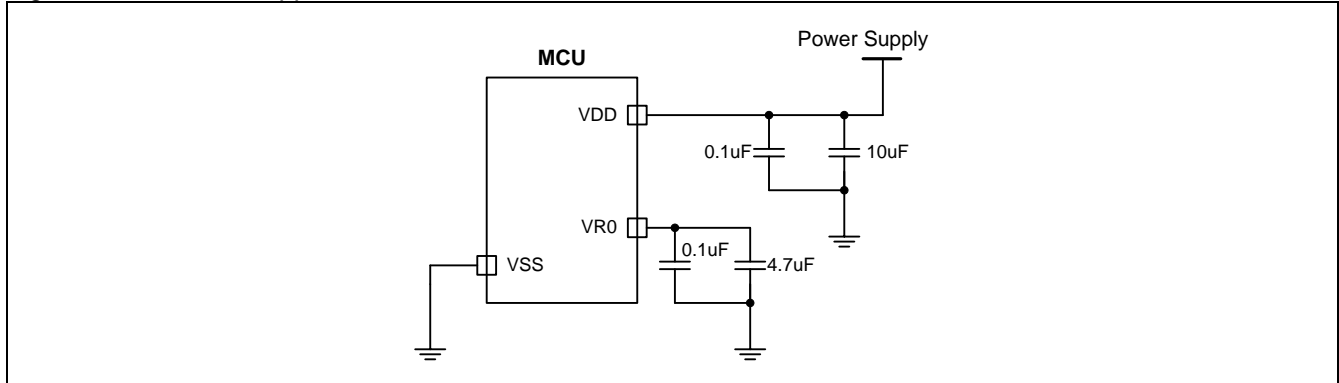 Power Supply
MCU
VDD
0.1uF
10uF
VR0
0.1uF
4.7uF
VSS